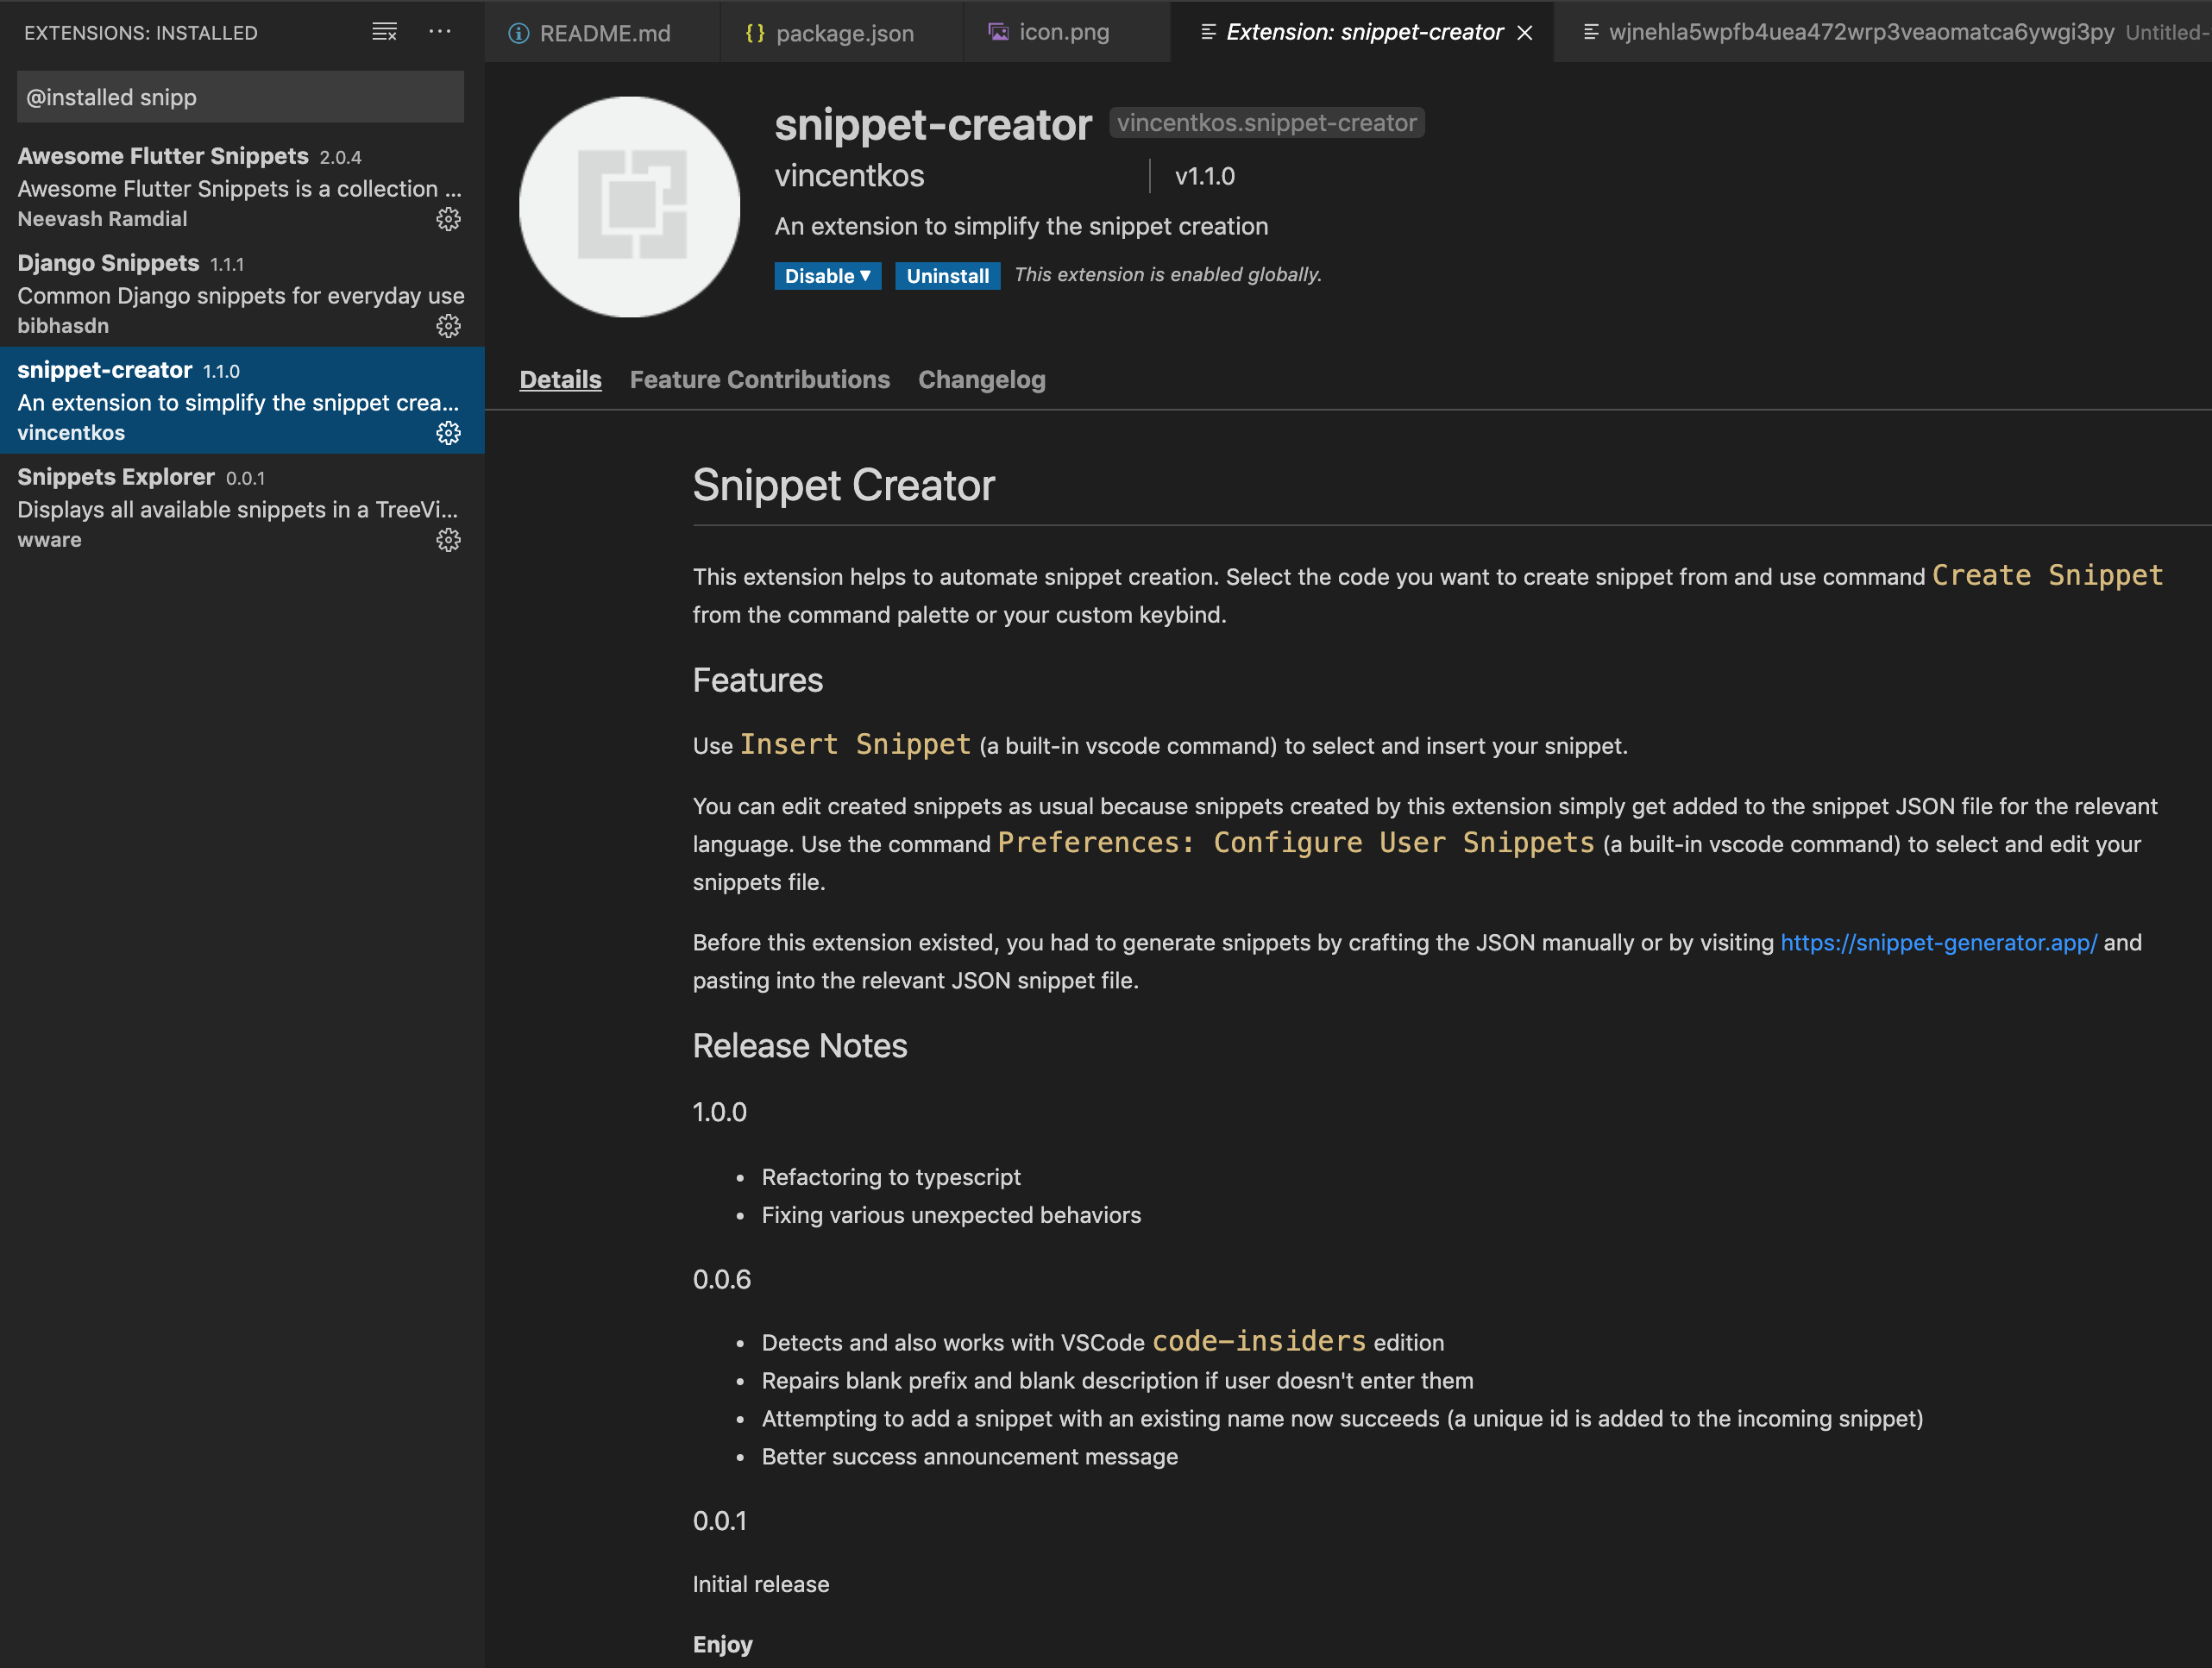 EXTENSIONS: INSTALLED
@installed snipp
Awesome Flutter Snippets 2.0.4
Awesome Flutter Snippets is a collection ...
Neevash Ramdial
Django Snippets 1.1.1
Common Django snippets for everyday use
bibhasdn
snippet-creator 1.1.0
An extension to simplify the snippet crea...
vincentkos
Snippets Explorer 0.0.1
Displays all available snippets in a TreeVi...
wware
README.md
{} package.json
icon.png
Extension: snippet-creator
wjnehla5wpfb4uea472wrp3veaomatca6ywgi3py Untitled-
snippet-creator vincentkos.snippet-creator
vincentkos | v1.1.0
An extension to simplify the snippet creation
Disable ▾ Uninstall This extension is enabled globally.
Details Feature Contributions Changelog
Snippet Creator
This extension helps to automate snippet creation. Select the code you want to create snippet from and use command Create Snippet
from the command palette or your custom keybind.
Features
Use Insert Snippet (a built-in vscode command) to select and insert your snippet.
You can edit created snippets as usual because snippets created by this extension simply get added to the snippet JSON file for the relevant
language. Use the command Preferences: Configure User Snippets (a built-in vscode command) to select and edit your
snippets file.
Before this extension existed, you had to generate snippets by crafting the JSON manually or by visiting https://snippet-generator.app/ and
pasting into the relevant JSON snippet file.
Release Notes
1.0.0
• Refactoring to typescript
• Fixing various unexpected behaviors
0.0.6
• Detects and also works with VSCode code-insiders edition
• Repairs blank prefix and blank description if user doesn't enter them
• Attempting to add a snippet with an existing name now succeeds (a unique id is added to the incoming snippet)
• Better success announcement message
0.0.1
Initial release
Enjoy